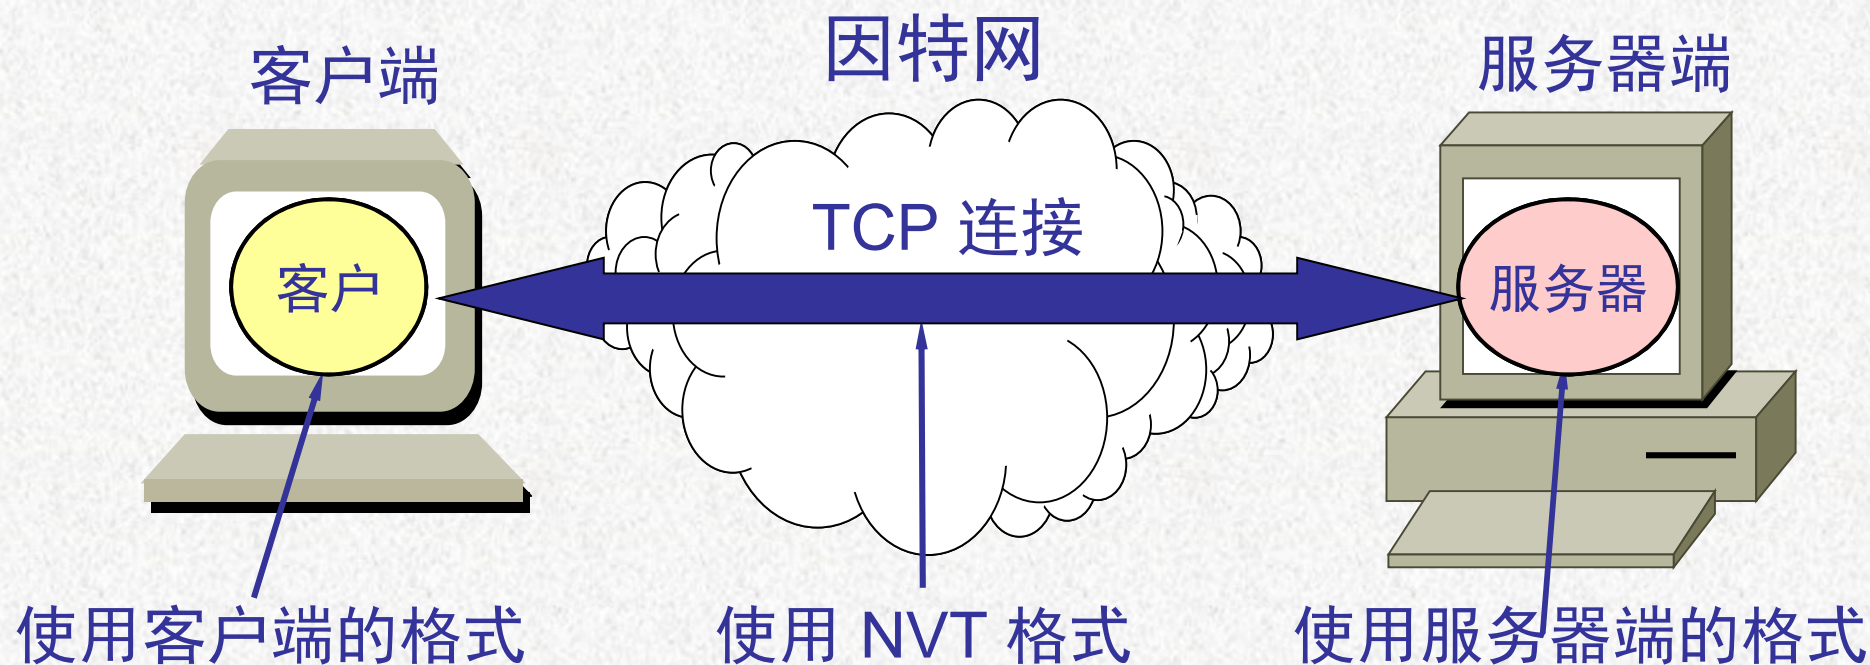 客户端
因特网
服务器端
TCP 连接
客户
服务器
使用客户端的格式
使用 NVT 格式
使用服务器端的格式